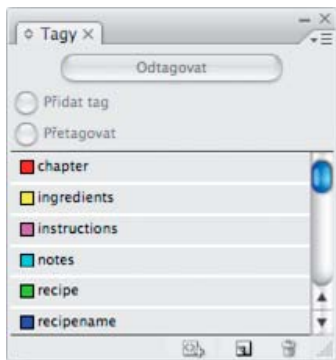 Tagy
Odtagovat
Přidat tag
Přetagovat
chapter
ingredients
instructions
notes
recipe
recipename